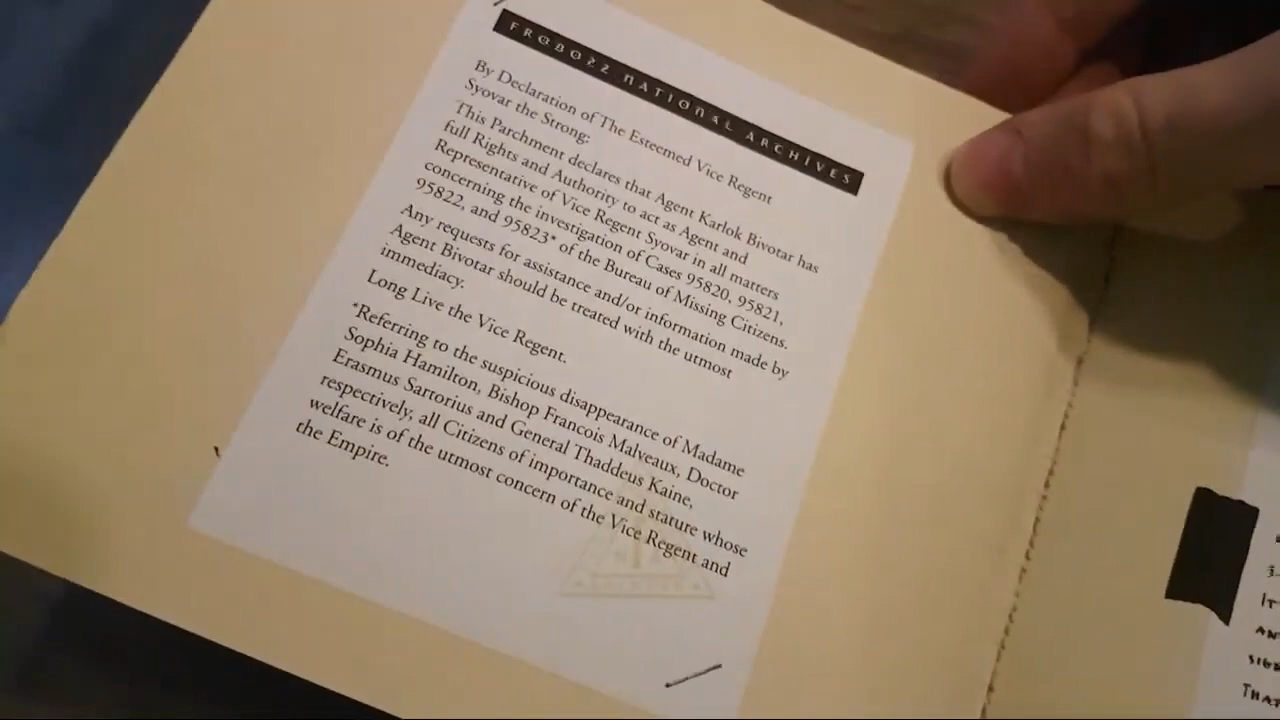 FROBOZZ NATIONAL ARCHIVES
By Declaration of The Esteemed Vice Regent
Syovar the Strong:
This Parchment declares that Agent Karlok Bivotar has
full Rights and Authority to act as Agent and
Representative of Vice Regent Syovar in all matters
concerning the investigation of Cases 95820, 95821,
95822, and 95823* of the Bureau of Missing Citizens.
Any requests for assistance and/or information made by
Agent Bivotar should be treated with the utmost
immediacy.
Long Live the Vice Regent.
*Referring to the suspicious disappearance of Madame
Sophia Hamilton, Bishop Francois Malveaux, Doctor
Erasmus Sartorius and General Thaddeus Kaine,
respectively, all Citizens of importance and stature whose
welfare is of the utmost concern of the Vice Regent and
the Empire.